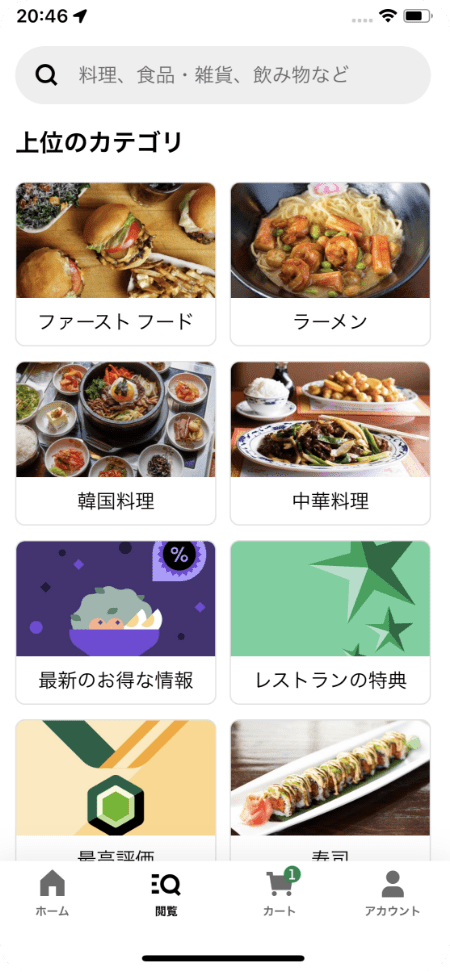 20:46
料理、食品・雑貨、飲み物など
上位のカテゴリ
ファースト フード
ラーメン
韓国料理
中華料理
%
最新のお得な情報
レストランの特典
最高評価
寿司
1
ホーム
閲覧
カート
アカウント